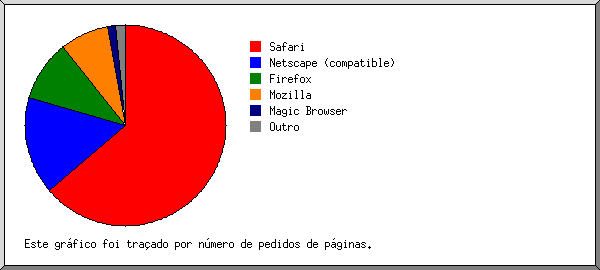 Safari
Netscape (compatible)
Firefox
Mozilla
Magic Browser
Outro
Este gráfico foi traçado por número de pedidos de páginas.